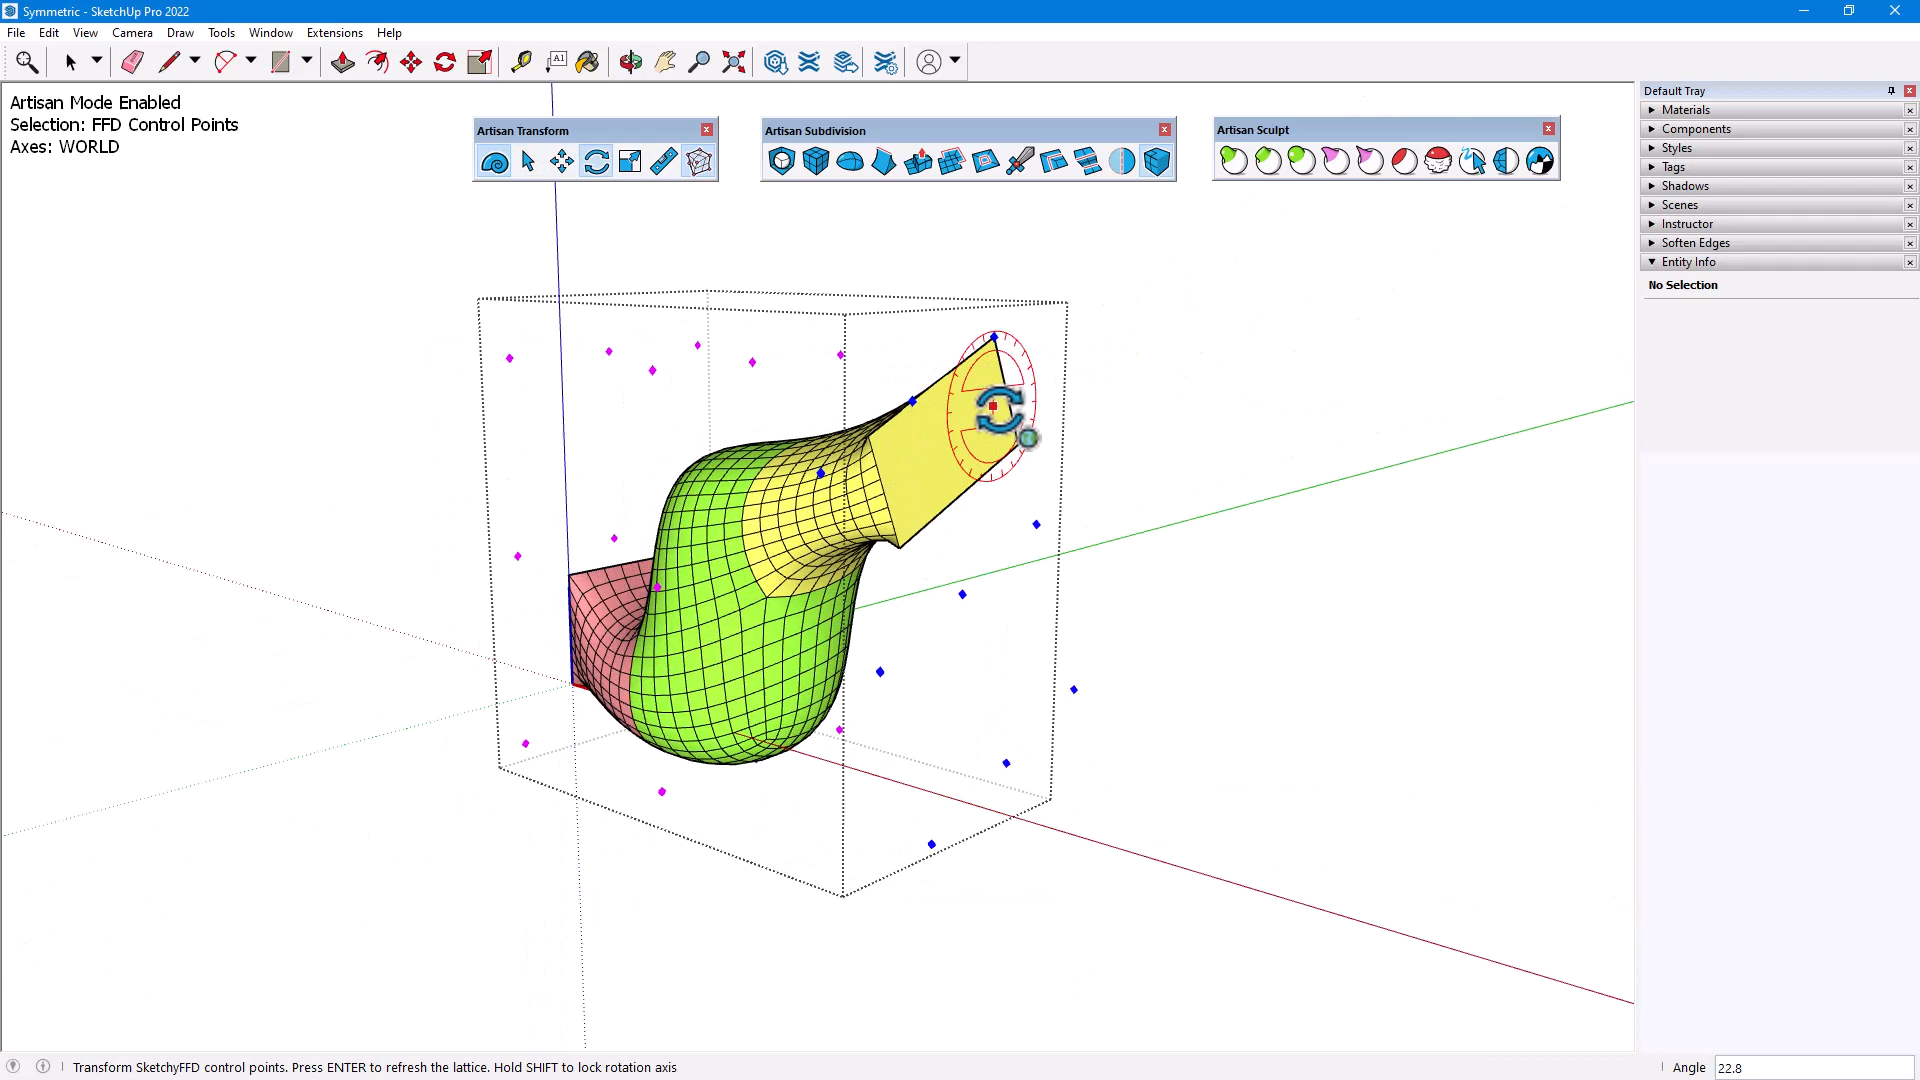 Symmetric - SketchUp Pro 2022
File Edit View Camera Draw Tools Window Extensions Help
A1
Artisan Mode Enabled
Selection: FFD Control Points
Axes: WORLD
Artisan Transform
Artisan Subdivision
Artisan Sculpt
Default Tray
Materials
Components
Styles
Tags
Shadows
Scenes
Instructor
Soften Edges
Entity Info
No Selection
Transform SketchyFFD control points. Press ENTER to refresh the lattice. Hold SHIFT to lock rotation axis
Angle 22.8